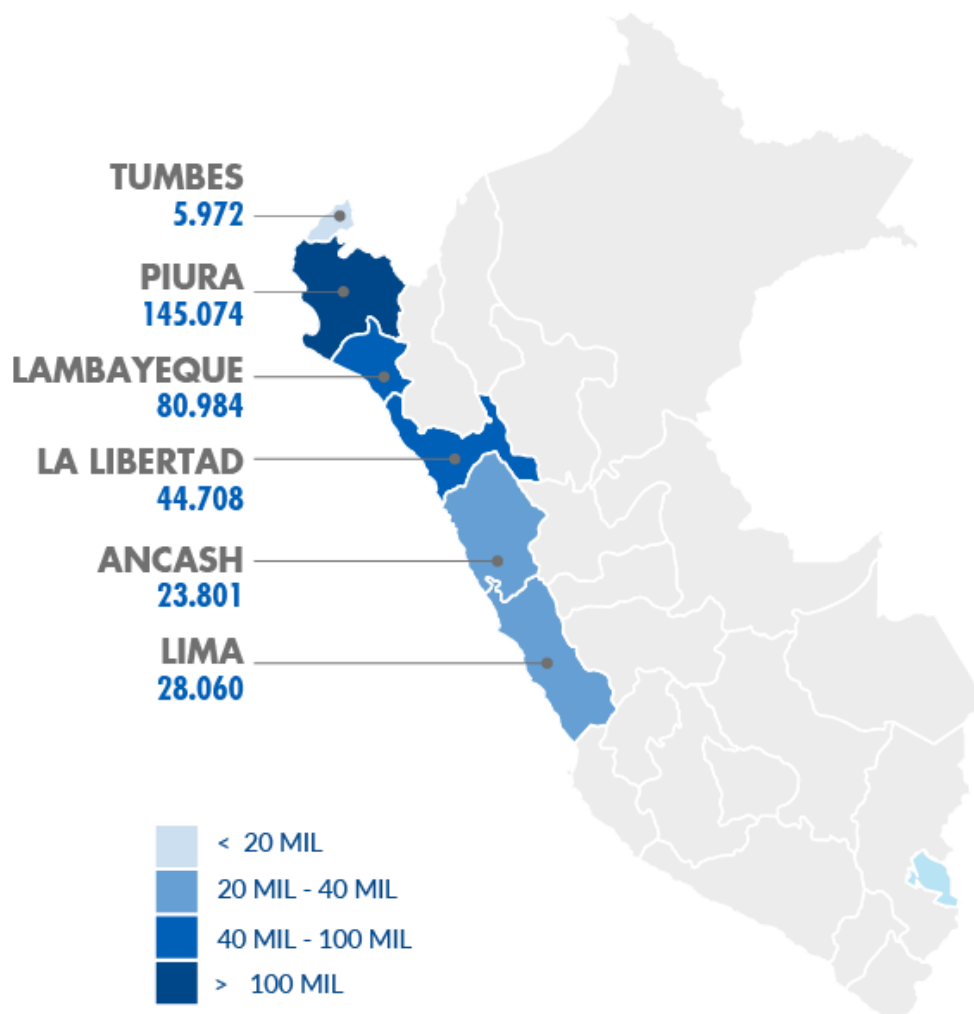 TUMBES
5.972
PIURA
145.074
LAMBAYEQUE
80.984
LA LIBERTAD
44.708
ANCASH
23.801
LIMA
28.060
< 20 MIL
20 MIL - 40 MIL
40 MIL - 100 MIL
> 100 MIL